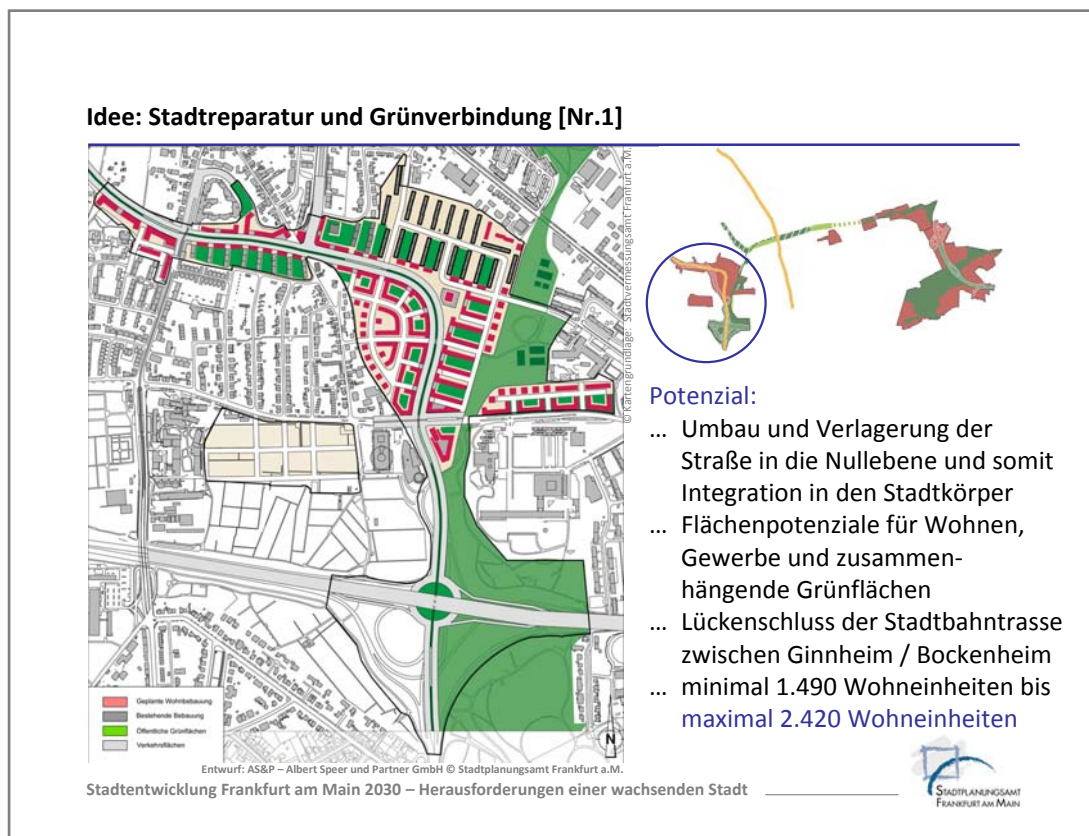 Idee: Stadtreparatur und Grünverbindung [Nr.1]
© Kartengrundlage: Stadtvermessungsamt Frankfurt a.M.
Potenzial:
… Umbau und Verlagerung der
Straße in die Nullebene und somit
Integration in den Stadtkörper
… Flächenpotenziale für Wohnen,
Gewerbe und zusammen-
hängende Grünflächen
… Lückenschluss der Stadtbahntrasse
zwischen Ginnheim / Bockenheim
… minimal 1.490 Wohneinheiten bis
maximal 2.420 Wohneinheiten
Geplante Wohnbebauung
Bestehende Bebauung
Öffentliche Grünflächen
Verkehrsflächen
N
Entwurf: AS&P – Albert Speer und Partner GmbH © Stadtplanungsamt Frankfurt a.M.
Stadtentwicklung Frankfurt am Main 2030 – Herausforderungen einer wachsenden Stadt
STADTPLANUNGSAMT
FRANKFURT AM MAIN